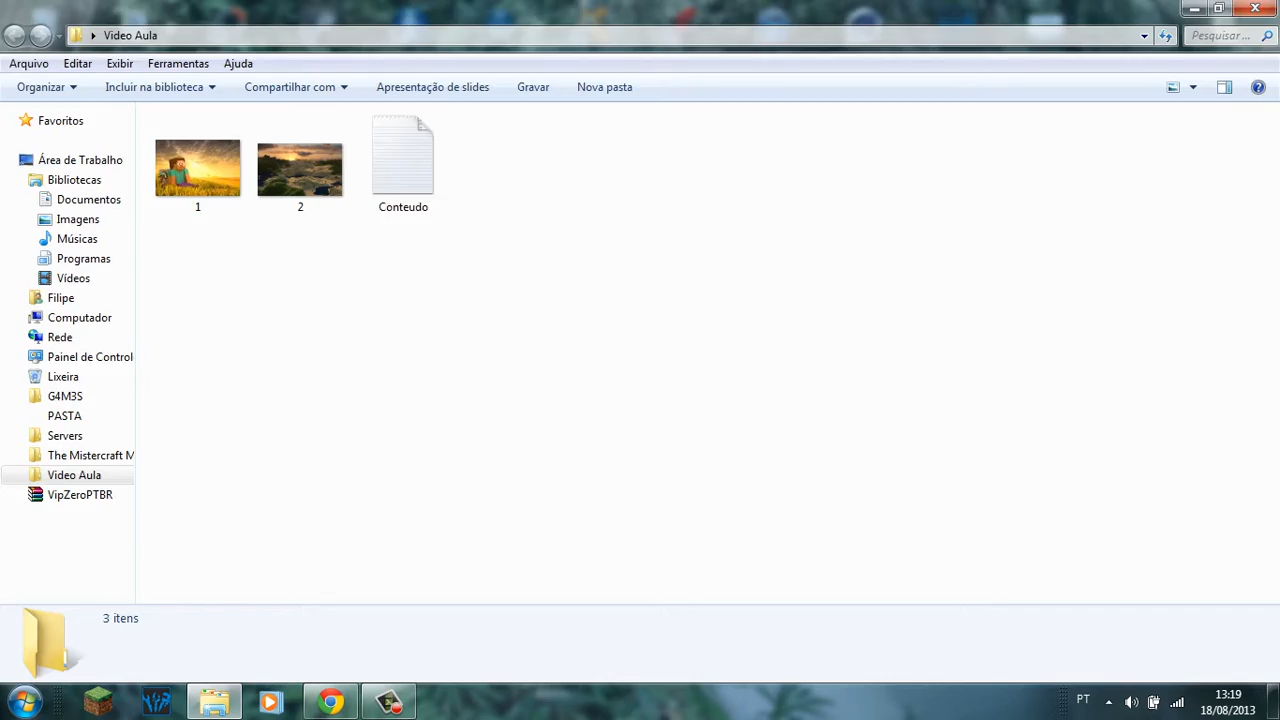 Video Aula
Pesquisar ...
Arquivo Editar Exibir Ferramentas Ajuda
Organizar Incluir na biblioteca Compartilhar com Apresentação de slides Gravar Nova pasta
Favoritos
Área de Trabalho
Bibliotecas
Documentos
Imagens
Músicas
Programas
Vídeos
Filipe
Computador
Rede
Painel de Control
Lixeira
G4M3S
PASTA
Servers
The Mistercraft M
Video Aula
VipZeroPTBR
1 2 Conteudo
3 itens
PT
13:19
18/08/2013